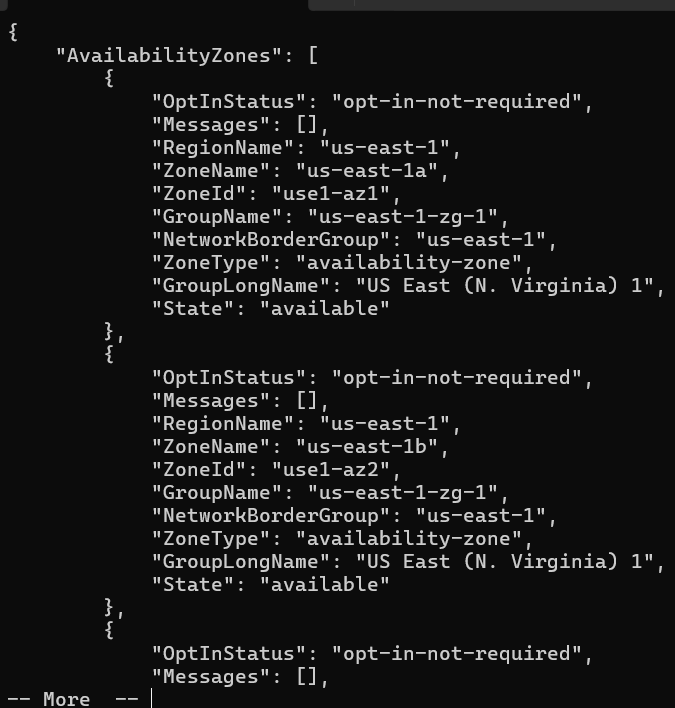 {
    "AvailabilityZones": [
        {
            "OptInStatus": "opt-in-not-required",
            "Messages": [],
            "RegionName": "us-east-1",
            "ZoneName": "us-east-1a",
            "ZoneId": "use1-az1",
            "GroupName": "us-east-1-zg-1",
            "NetworkBorderGroup": "us-east-1",
            "ZoneType": "availability-zone",
            "GroupLongName": "US East (N. Virginia) 1",
            "State": "available"
        },
        {
            "OptInStatus": "opt-in-not-required",
            "Messages": [],
            "RegionName": "us-east-1",
            "ZoneName": "us-east-1b",
            "ZoneId": "use1-az2",
            "GroupName": "us-east-1-zg-1",
            "NetworkBorderGroup": "us-east-1",
            "ZoneType": "availability-zone",
            "GroupLongName": "US East (N. Virginia) 1",
            "State": "available"
        },
        {
            "OptInStatus": "opt-in-not-required",
            "Messages": [],
-- More  --